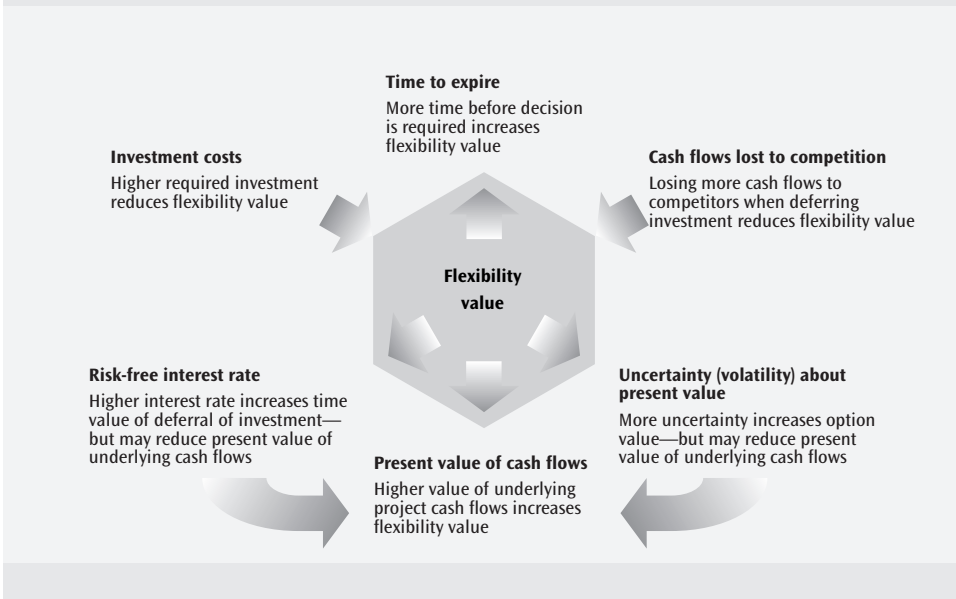 Time to expire
More time before decision
is required increases
flexibility value
Investment costs
Higher required investment
reduces flexibility value
Cash flows lost to competition
Losing more cash flows to
competitors when deferring
investment reduces flexibility value
Flexibility
value
Risk-free interest rate
Higher interest rate increases time
value of deferral of investment—
but may reduce present value of
underlying cash flows
Uncertainty (volatility) about
present value
More uncertainty increases option
value—but may reduce present
value of underlying cash flows
Present value of cash flows
Higher value of underlying
project cash flows increases
flexibility value